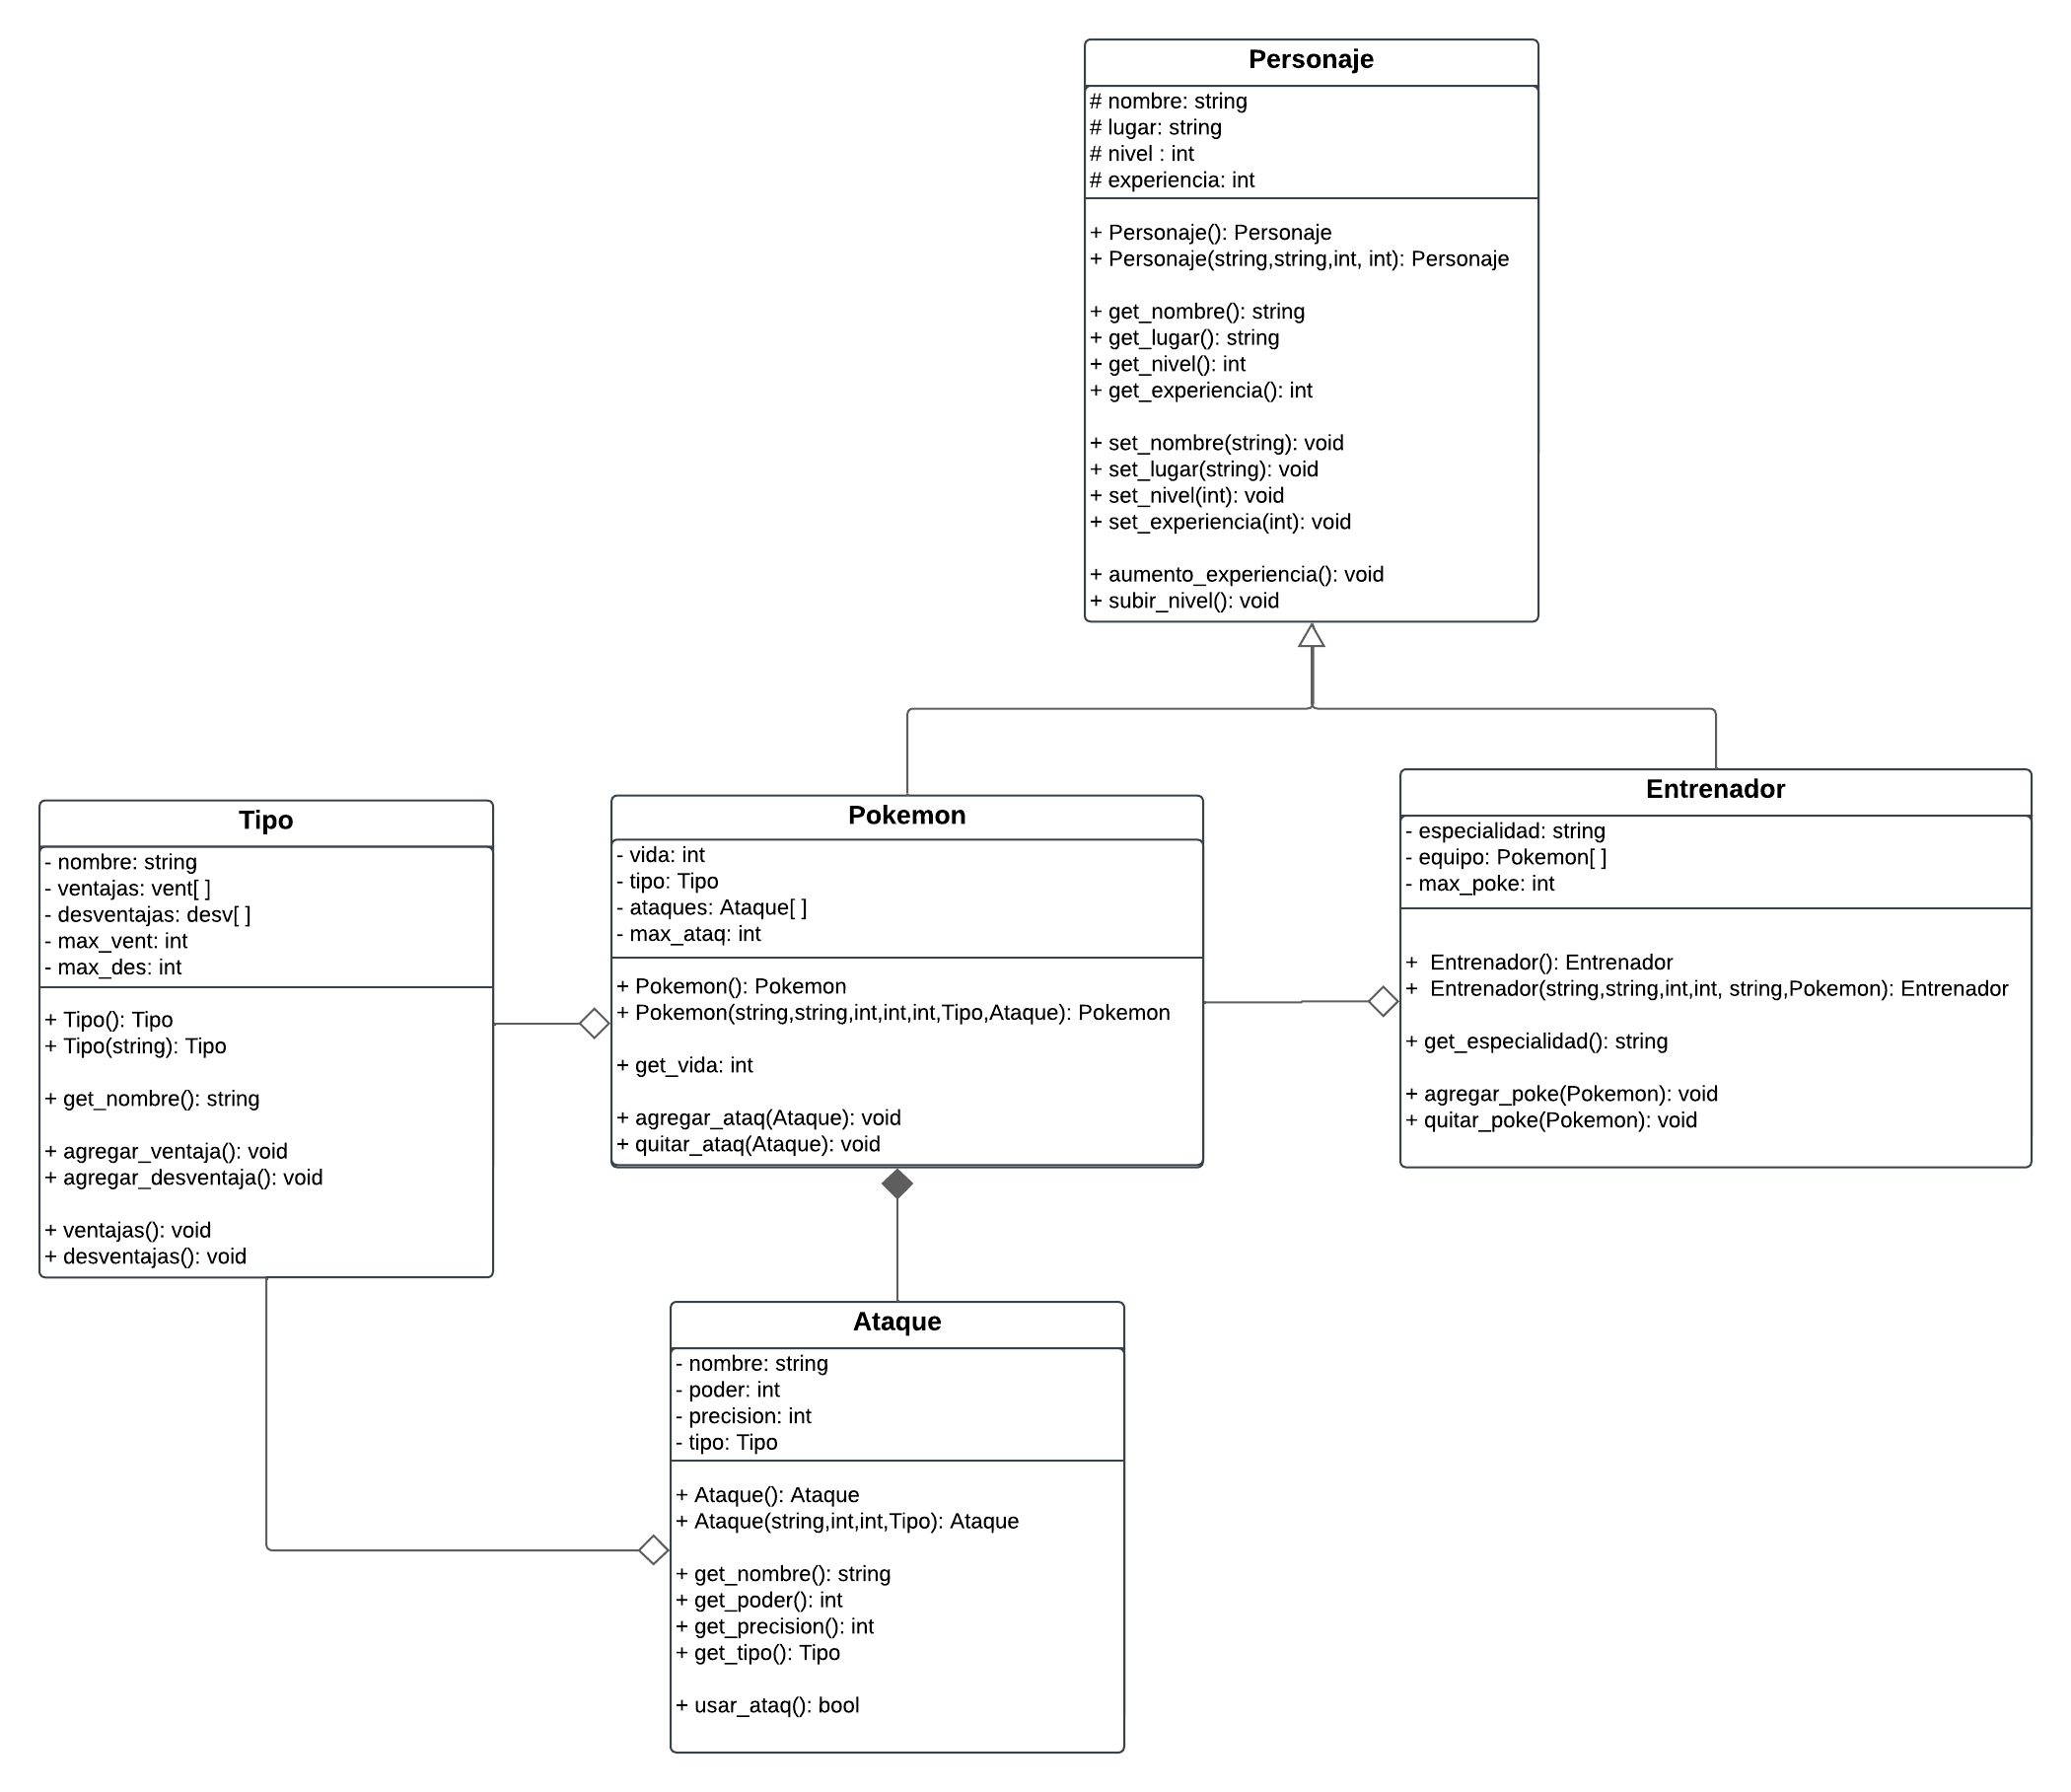 Personaje
# nombre: string
# lugar: string
# nivel : int
# experiencia: int
+ Personaje(): Personaje
+ Personaje(string,string,int, int): Personaje
+ get_nombre(): string
+ get_lugar(): string
+ get_nivel(): int
+ get_experiencia(): int
+ set_nombre(string): void
+ set_lugar(string): void
+ set_nivel(int): void
+ set_experiencia(int): void
+ aumento_experiencia(): void
+ subir_nivel(): void
Tipo
- nombre: string
- ventajas: vent[ ]
- desventajas: desv[ ]
- max_vent: int
- max_des: int
+ Tipo(): Tipo
+ Tipo(string): Tipo
+ get_nombre(): string
+ agregar_ventaja(): void
+ agregar_desventaja(): void
+ ventajas(): void
+ desventajas(): void
Pokemon
- vida: int
- tipo: Tipo
- ataques: Ataque[ ]
- max_ataq: int
+ Pokemon(): Pokemon
+ Pokemon(string,string,int,int,int,Tipo,Ataque): Pokemon
+ get_vida: int
+ agregar_ataq(Ataque): void
+ quitar_ataq(Ataque): void
Entrenador
- especialidad: string
- equipo: Pokemon[ ]
- max_poke: int
+ Entrenador(): Entrenador
+ Entrenador(string,string,int,int, string,Pokemon): Entrenador
+ get_especialidad(): string
+ agregar_poke(Pokemon): void
+ quitar_poke(Pokemon): void
Ataque
- nombre: string
- poder: int
- precision: int
- tipo: Tipo
+ Ataque(): Ataque
+ Ataque(string,int,int,Tipo): Ataque
+ get_nombre(): string
+ get_poder(): int
+ get_precision(): int
+ get_tipo(): Tipo
+ usar_ataq(): bool